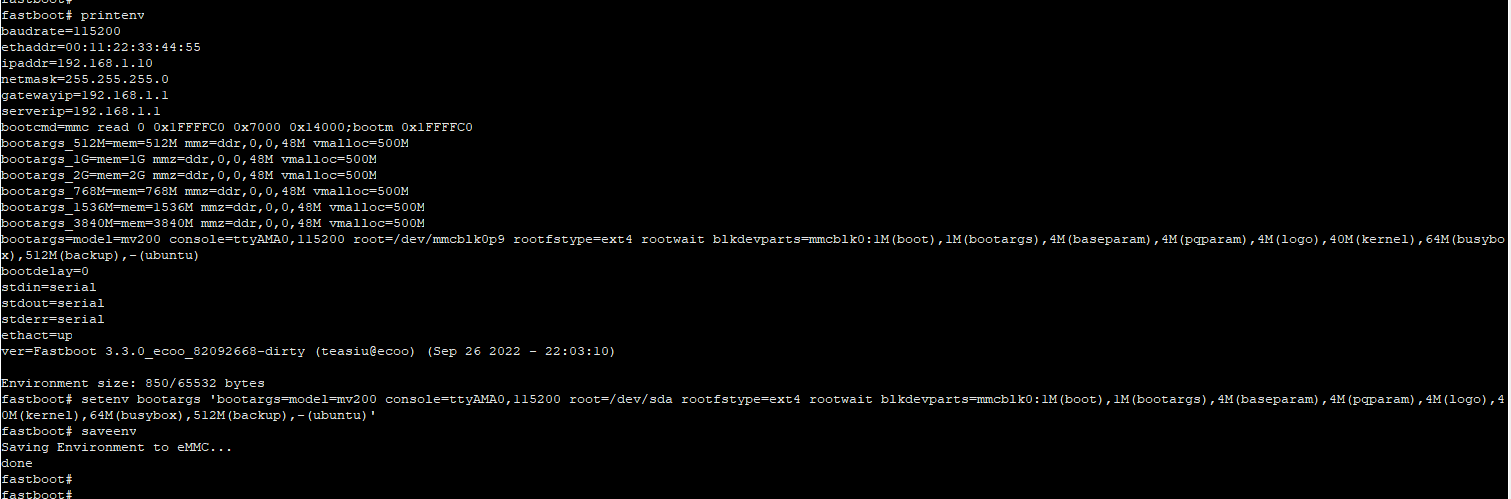 fastboot#
fastboot# printenv
baudrate=115200
ethaddr=00:11:22:33:44:55
ipaddr=192.168.1.10
netmask=255.255.255.0
gatewayip=192.168.1.1
serverip=192.168.1.1
bootcmd=mmc read 0 0x1FFFFC0 0x7000 0x14000;bootm 0x1FFFFC0
bootargs_512M=mem=512M mmz=ddr,0,0,48M vmalloc=500M
bootargs_1G=mem=1G mmz=ddr,0,0,48M vmalloc=500M
bootargs_2G=mem=2G mmz=ddr,0,0,48M vmalloc=500M
bootargs_768M=mem=768M mmz=ddr,0,0,48M vmalloc=500M
bootargs_1536M=mem=1536M mmz=ddr,0,0,48M vmalloc=500M
bootargs_3840M=mem=3840M mmz=ddr,0,0,48M vmalloc=500M
bootargs=model=mv200 console=ttyAMA0,115200 root=/dev/mmcblk0p9 rootfstype=ext4 rootwait blkdevparts=mmcblk0:1M(boot),1M(bootargs),4M(baseparam),4M(pqparam),4M(logo),40M(kernel),64M(busybo
x),512M(backup),-(ubuntu)
bootdelay=0
stdin=serial
stdout=serial
stderr=serial
ethact=up
ver=Fastboot 3.3.0_ecoo_82092668-dirty (teasiu@ecoo) (Sep 26 2022 - 22:03:10)
Environment size: 850/65532 bytes
fastboot# setenv bootargs 'bootargs=model=mv200 console=ttyAMA0,115200 root=/dev/sda rootfstype=ext4 rootwait blkdevparts=mmcblk0:1M(boot),1M(bootargs),4M(baseparam),4M(pqparam),4M(logo),4
0M(kernel),64M(busybox),512M(backup),-(ubuntu)'
fastboot# saveenv
Saving Environment to eMMC...
done
fastboot#
fastboot#